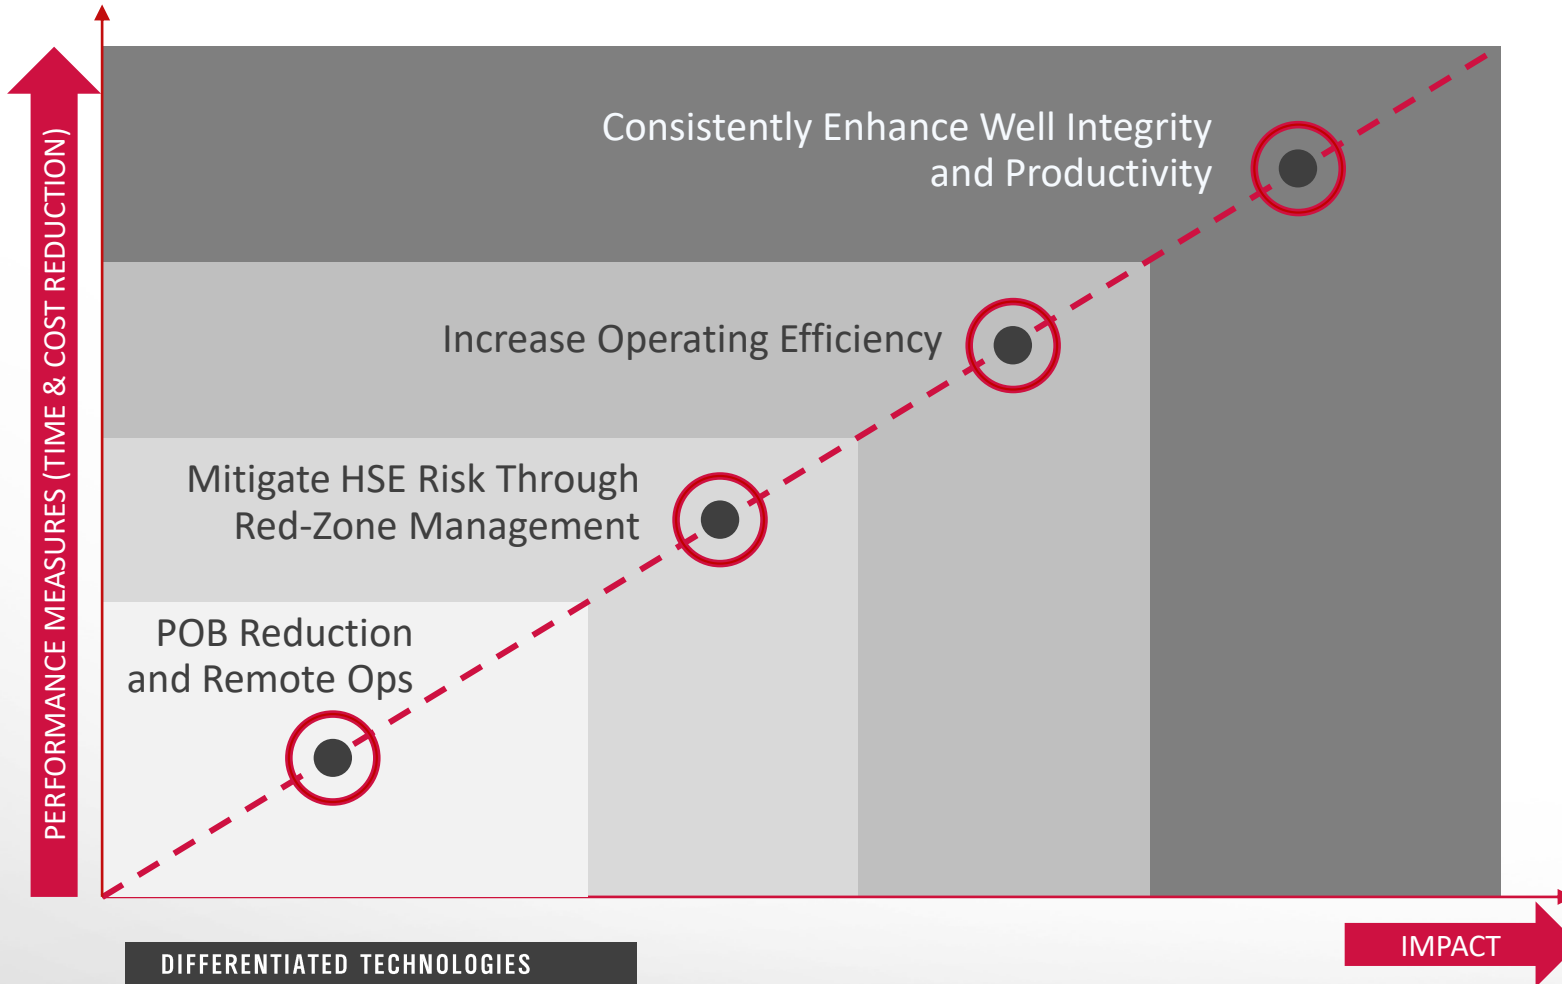 PERFORMANCE MEASURES (TIME & COST REDUCTION)
Consistently Enhance Well Integrity
and Productivity
Increase Operating Efficiency
Mitigate HSE Risk Through
Red-Zone Management
POB Reduction
and Remote Ops
IMPACT
DIFFERENTIATED TECHNOLOGIES